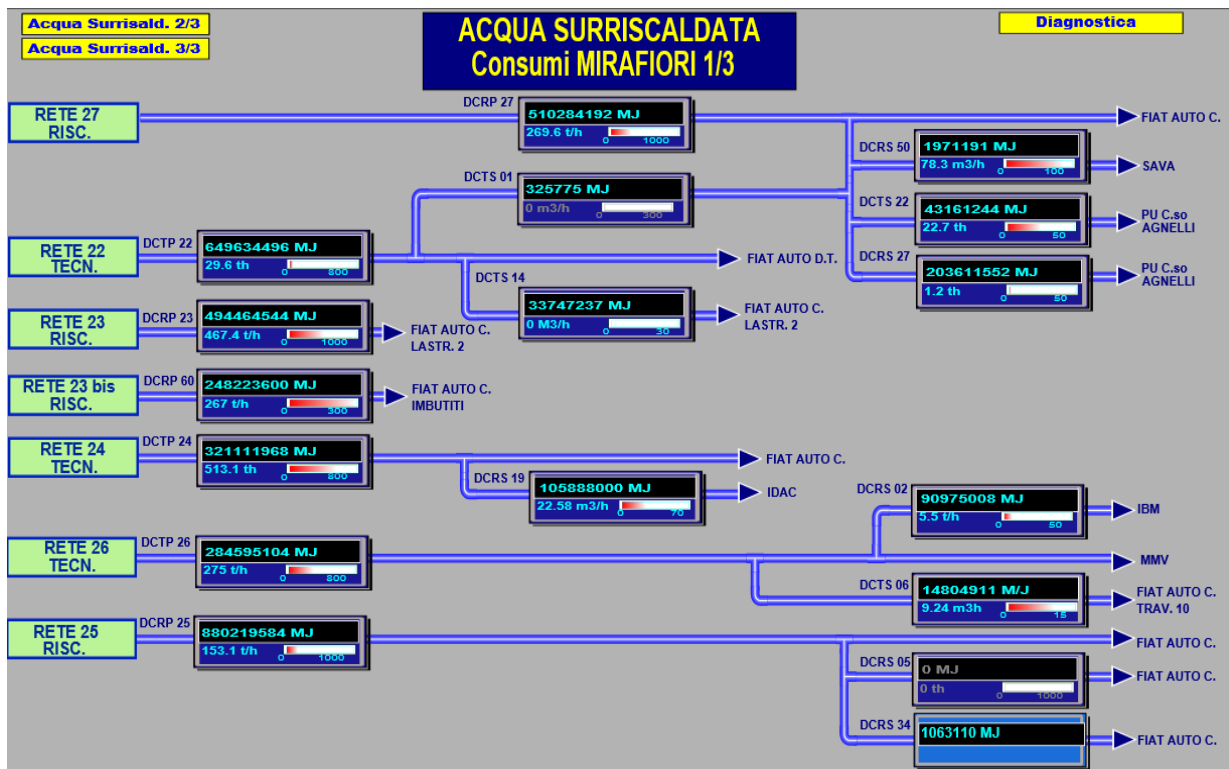 Acqua Surrisald. 2/3
Acqua Surrisald. 3/3
ACQUA SURRISCALDATA
Consumi MIRAFIORI 1/3
Diagnostica
RETE 27
RISC.
DCRP 27
510284192 MJ
269.6 t/h
0 1000
FIAT AUTO C.
DCRS 50
1971191 MJ
78.3 m3/h
0 100
SAVA
DCTS 01
325775 MJ
0 m3/h
0 300
DCTS 22
43161244 MJ
22.7 th
0 50
PU C.so
AGNELLI
RETE 22
TECN.
DCTP 22
649634496 MJ
29.6 th
0 800
FIAT AUTO D.T.
DCRS 27
203611552 MJ
1.2 th
0 50
PU C.so
AGNELLI
DCTS 14
33747237 MJ
0 M3/h
0 30
FIAT AUTO C.
LASTR. 2
RETE 23
RISC.
DCRP 23
494464544 MJ
467.4 t/h
0 1000
FIAT AUTO C.
LASTR. 2
RETE 23 bis
RISC.
DCRP 60
248223600 MJ
267 t/h
0 300
FIAT AUTO C.
IMBUTITI
RETE 24
TECN.
DCTP 24
321111968 MJ
513.1 th
0 800
FIAT AUTO C.
DCRS 19
105888000 MJ
22.58 m3/h
0 70
IDAC
DCRS 02
90975008 MJ
5.5 t/h
0 50
IBM
RETE 26
TECN.
DCTP 26
284595104 MJ
275 t/h
0 800
MMV
DCTS 06
14804911 M/J
9.24 m3h
0 15
FIAT AUTO C.
TRAV. 10
RETE 25
RISC.
DCRP 25
880219584 MJ
153.1 t/h
0 1000
FIAT AUTO C.
DCRS 05
0 MJ
0 th
0 1000
FIAT AUTO C.
DCRS 34
1063110 MJ
FIAT AUTO C.